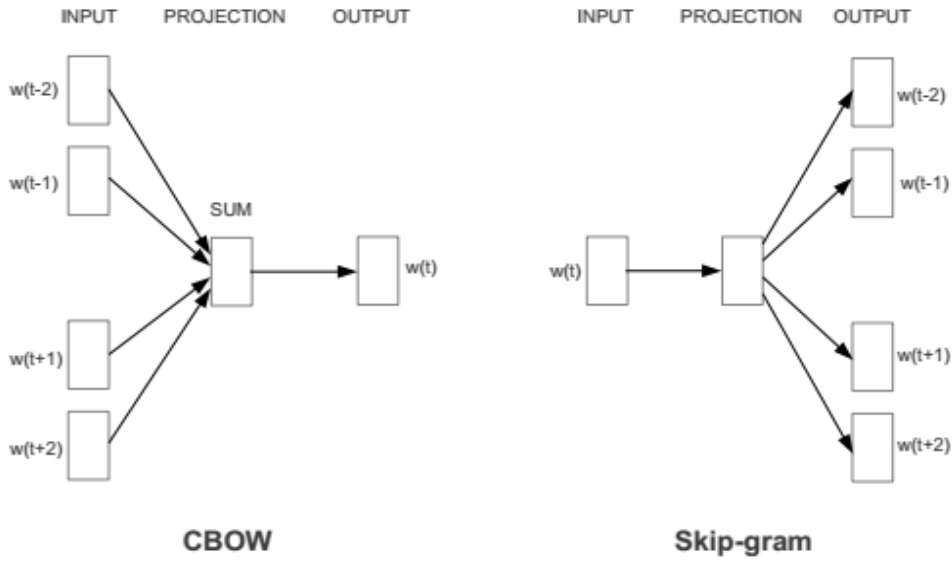 INPUT PROJECTION OUTPUT
w(t-2)
w(t-1)
SUM
w(t)
w(t+1)
w(t+2)
CBOW
INPUT PROJECTION OUTPUT
w(t-2)
w(t-1)
w(t)
w(t+1)
w(t+2)
Skip-gram